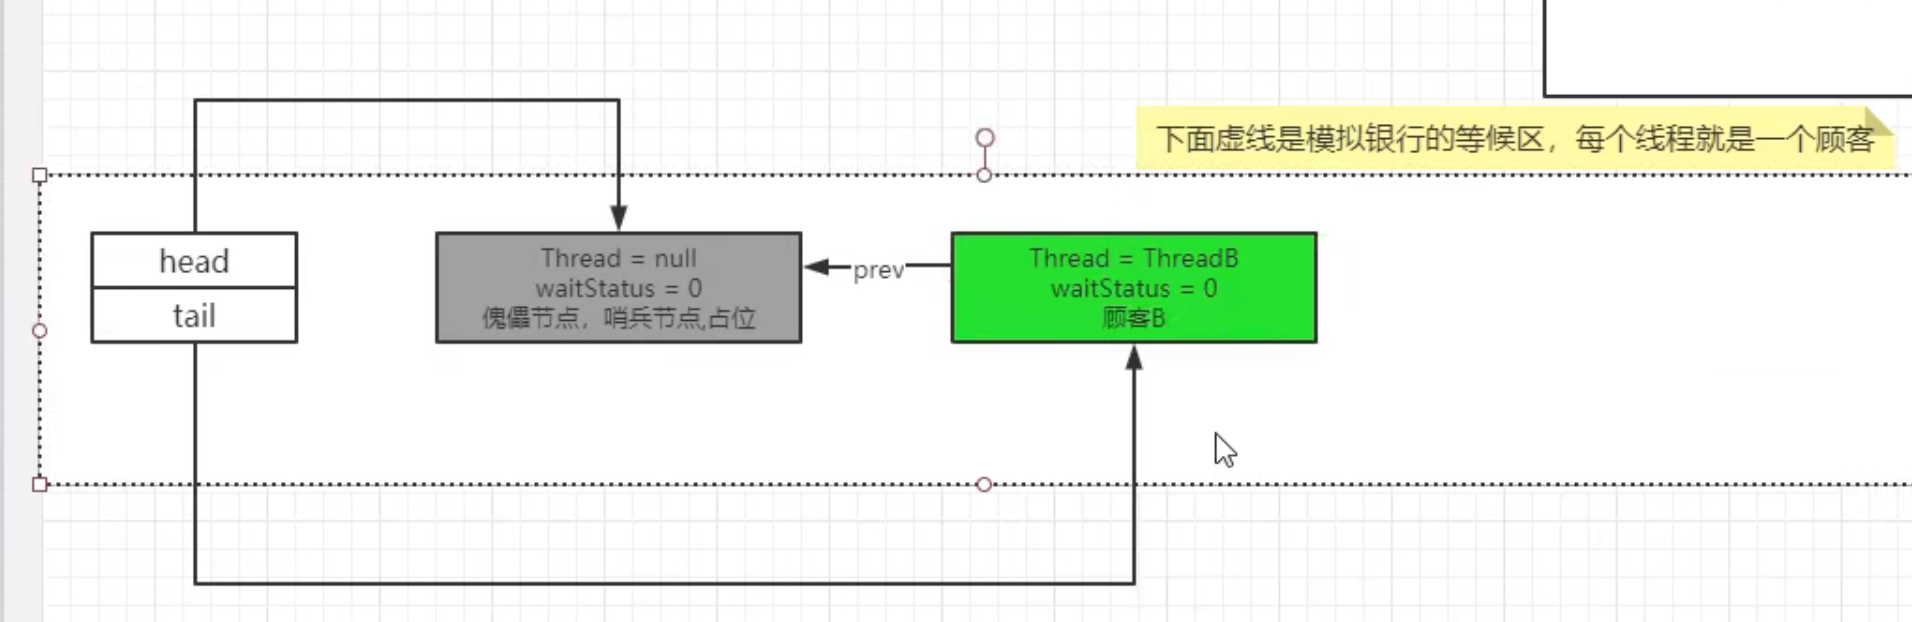 下面虚线是模拟银行的等候区，每个线程就是一个顾客
head
tail
Thread = null
waitStatus = 0
傀儡节点，哨兵节点,占位
prev
Thread = ThreadB
waitStatus = 0
顾客B